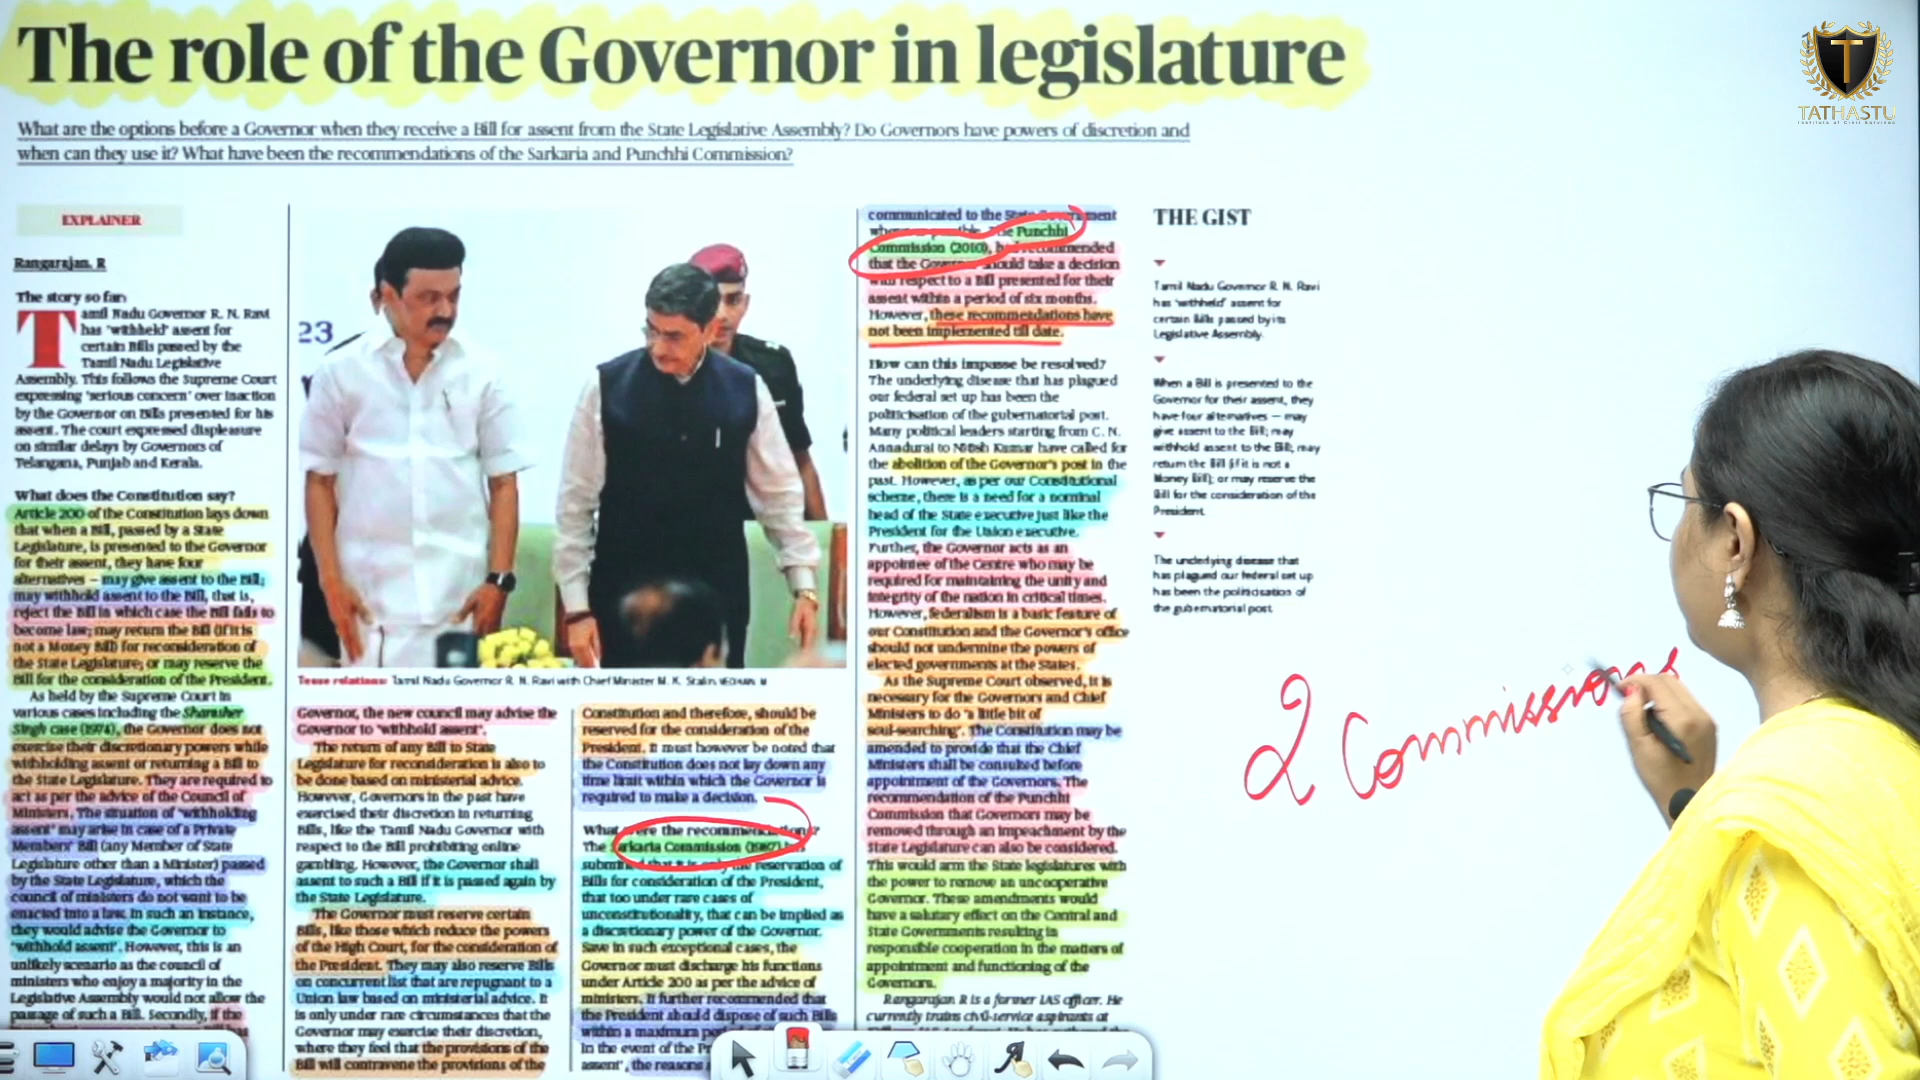 The role of the Governor in legislature
What are the options before a Governor when they receive a Bill for assent from the State Legislative Assembly? Do Governors have powers of discretion and
when can they use it? What have been the recommendations of the Sarkaria and Punchhi Commission?
EXPLAINER
Rangarajan. R
The story so far:
Tamil Nadu Governor R. N. Ravi
has 'withheld' assent for
certain Bills passed by the
Tamil Nadu Legislative
Assembly. This follows the Supreme Court
expressing 'serious concern' over inaction
by the Governor on Bills presented for his
assent. The court expressed displeasure
on similar delays by Governors of
Telangana, Punjab and Kerala.
What does the Constitution say?
Article 200 of the Constitution lays down
that when a Bill, passed by a State
Legislature, is presented to the Governor
for their assent, they have four
alternatives — may give assent to the Bill;
may withhold assent to the Bill, that is,
reject the Bill in which case the Bill fails to
become law; may return the Bill (if it is
not a Money Bill) for reconsideration of
the State Legislature; or may reserve the
Bill for the consideration of the President.
As held by the Supreme Court in
various cases including the Shamsher
Singh case (1974), the Governor does not
exercise their discretionary powers while
withholding assent or returning a Bill to
the State Legislature. They are required to
act as per the advice of the Council of
Ministers. The situation of 'withholding
assent' may arise in case of a Private
Members' Bill (any Member of State
Legislature other than a Minister) passed
by the State Legislature, which the
council of ministers do not want to be
enacted into a law. In such an instance,
they would advise the Governor to
'withhold assent'. However, this is an
unlikely scenario as the council of
ministers who enjoy a majority in the
Legislative Assembly would not allow the
passage of such a Bill. Secondly, if the
23
Tense relations: Tamil Nadu Governor R. N. Ravi with Chief Minister M. K. Stalin.
Governor, the new council may advise the
Governor to 'withhold assent'.
The return of any Bill to State
Legislature for reconsideration is also to
be done based on ministerial advice.
However, Governors in the past have
exercised their discretion in returning
Bills, like the Tamil Nadu Governor with
respect to the Bill prohibiting online
gambling. However, the Governor shall
assent to such a Bill if it is passed again by
the State Legislature.
The Governor must reserve certain
Bills, like those which reduce the powers
of the High Court, for the consideration of
the President. They may also reserve Bills
on concurrent list that are repugnant to a
Union law based on ministerial advice. It
is only under rare circumstances that the
Governor may exercise their discretion,
where they feel that the provisions of the
Bill will contravene the provisions of the
Constitution and therefore, should be
reserved for the consideration of the
President. It must however be noted that
the Constitution does not lay down any
time limit within which the Governor is
required to make a decision.
What were the recommendations?
The Sarkaria Commission (1987) has
submitted that it is only the reservation of
Bills for consideration of the President,
that too under rare cases of
unconstitutionality, that can be implied as
a discretionary power of the Governor.
Save in such exceptional cases, the
Governor must discharge his functions
under Article 200 as per the advice of
ministers. It further recommended that
the President should dispose of such Bills
within a maximum
In the event of the
assent', the reasons
communicated to the State Government
wherever possible. The Punchhi
Commission (2010), had recommended
that the Governor should take a decision
with respect to a Bill presented for their
assent within a period of six months.
However, these recommendations have
not been implemented till date.
How can this impasse be resolved?
The underlying disease that has plagued
our federal set up has been the
politicisation of the gubernatorial post.
Many political leaders starting from C. N.
Annadurai to Nitish Kumar have called for
the abolition of the Governor's post in the
past. However, as per our Constitutional
scheme, there is a need for a nominal
head of the State executive just like the
President for the Union executive.
Further, the Governor acts as an
appointee of the Centre who may be
required for maintaining the unity and
integrity of the nation in critical times.
However, federalism is a basic feature of
our Constitution and the Governor's office
should not undermine the powers of
elected governments at the States.
As the Supreme Court observed, it is
necessary for the Governors and Chief
Ministers to do 'a little bit of
soul-searching'. The Constitution may be
amended to provide that the Chief
Ministers shall be consulted before
appointment of the Governors. The
recommendation of the Punchhi
Commission that Governors may be
removed through an impeachment by the
State Legislature can also be considered.
This would arm the State legislatures with
the power to remove an uncooperative
Governor. These amendments would
have a salutary effect on the Central and
State Governments resulting in
responsible cooperation in the matters of
appointment and functioning of the
Governors.
Rangarajan R is a former IAS officer. He
currently trains civil-service aspirants at
THE GIST
Tamil Nadu Governor R. N. Ravi
has 'withheld' assent for
certain Bills passed by its
Legislative Assembly.
When a Bill is presented to the
Governor for their assent, they
have four alternatives — may
give assent to the Bill; may
withhold assent to the Bill; may
return the Bill (if it is not a
Money Bill); or may reserve the
Bill for the consideration of the
President.
The underlying disease that
has plagued our federal set up
has been the politicisation of
the gubernatorial post.
2 Commissions
TATHASTU
Institute of Civil Services